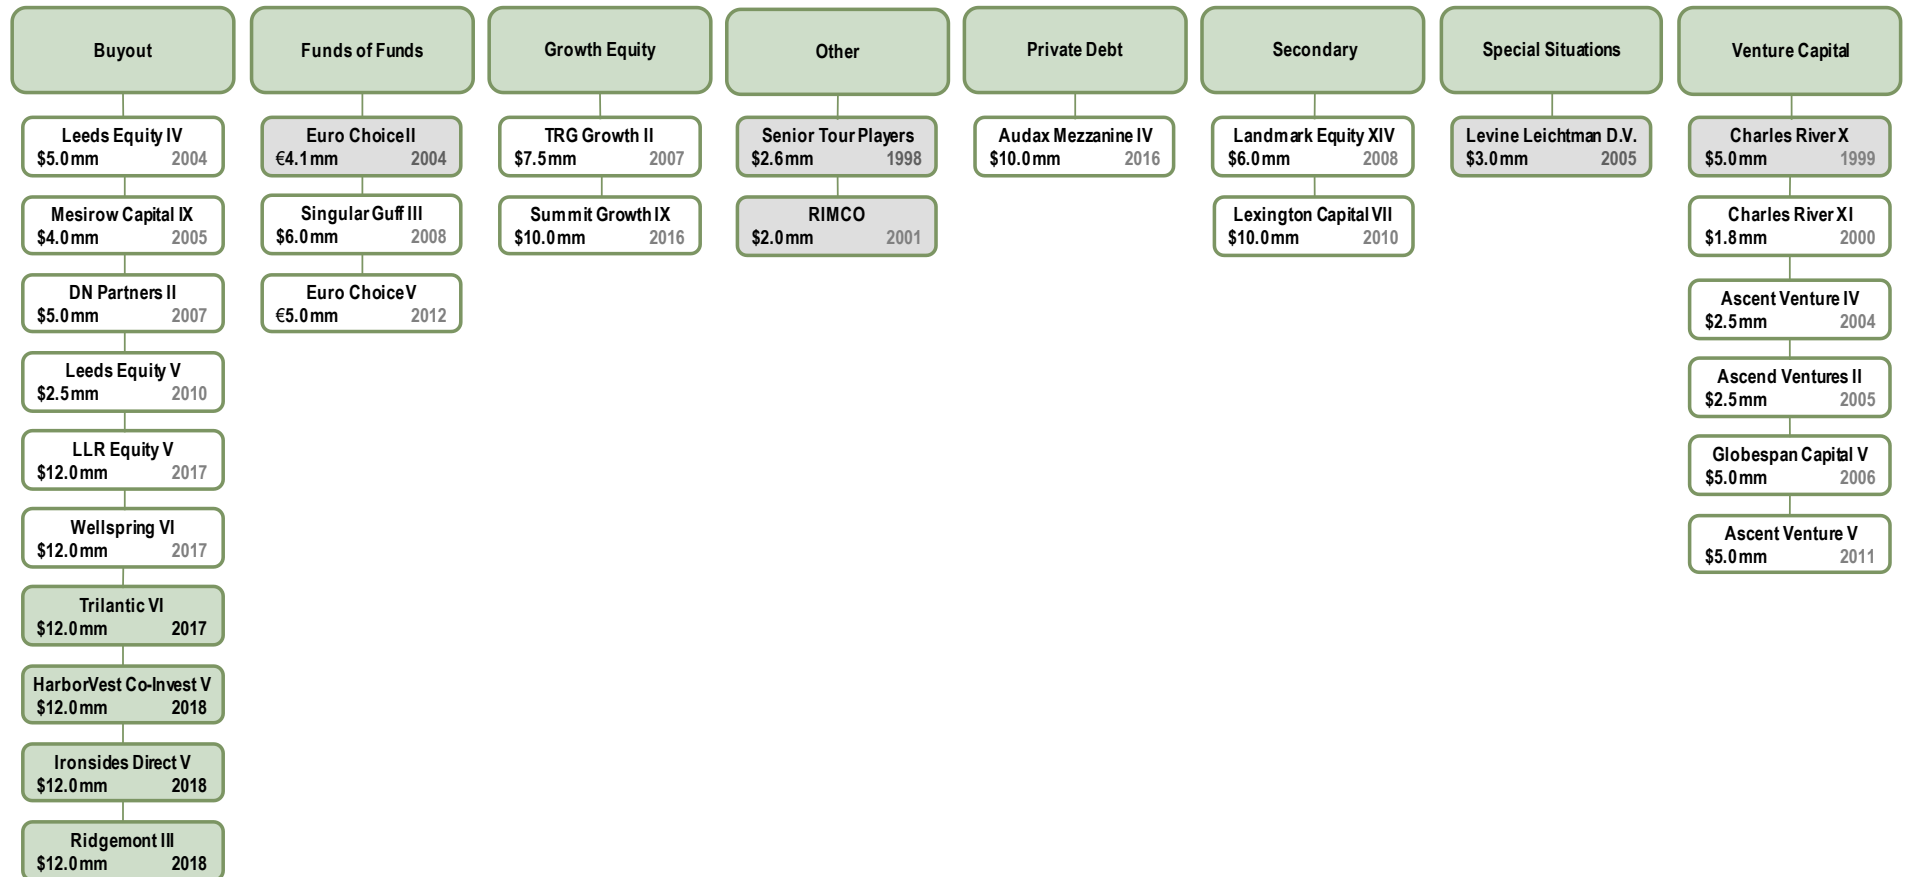 Buyout
Leeds Equity IV
$5.0mm 2004
Mesirow Capital IX
$4.0mm 2005
DN Partners II
$5.0mm 2007
Leeds Equity V
$2.5mm 2010
LLR Equity V
$12.0mm 2017
Wellspring VI
$12.0mm 2017
Trilantic VI
$12.0mm 2017
HarborVest Co-Invest V
$12.0mm 2018
Ironsides Direct V
$12.0mm 2018
Ridgemont III
$12.0mm 2018
Funds of Funds
Euro Choice II
€4.1mm 2004
Singular Guff III
$6.0mm 2008
Euro Choice V
€5.0mm 2012
Growth Equity
TRG Growth II
$7.5mm 2007
Summit Growth IX
$10.0mm 2016
Other
Senior Tour Players
$2.6mm 1998
RIMCO
$2.0mm 2001
Private Debt
Audax Mezzanine IV
$10.0mm 2016
Secondary
Landmark Equity XIV
$6.0mm 2008
Lexington Capital VII
$10.0mm 2010
Special Situations
Levine Leichtman D.V.
$3.0mm 2005
Venture Capital
Charles River X
$5.0mm 1999
Charles River XI
$1.8mm 2000
Ascent Venture IV
$2.5mm 2004
Ascend Ventures II
$2.5mm 2005
Globespan Capital V
$5.0mm 2006
Ascent Venture V
$5.0mm 2011